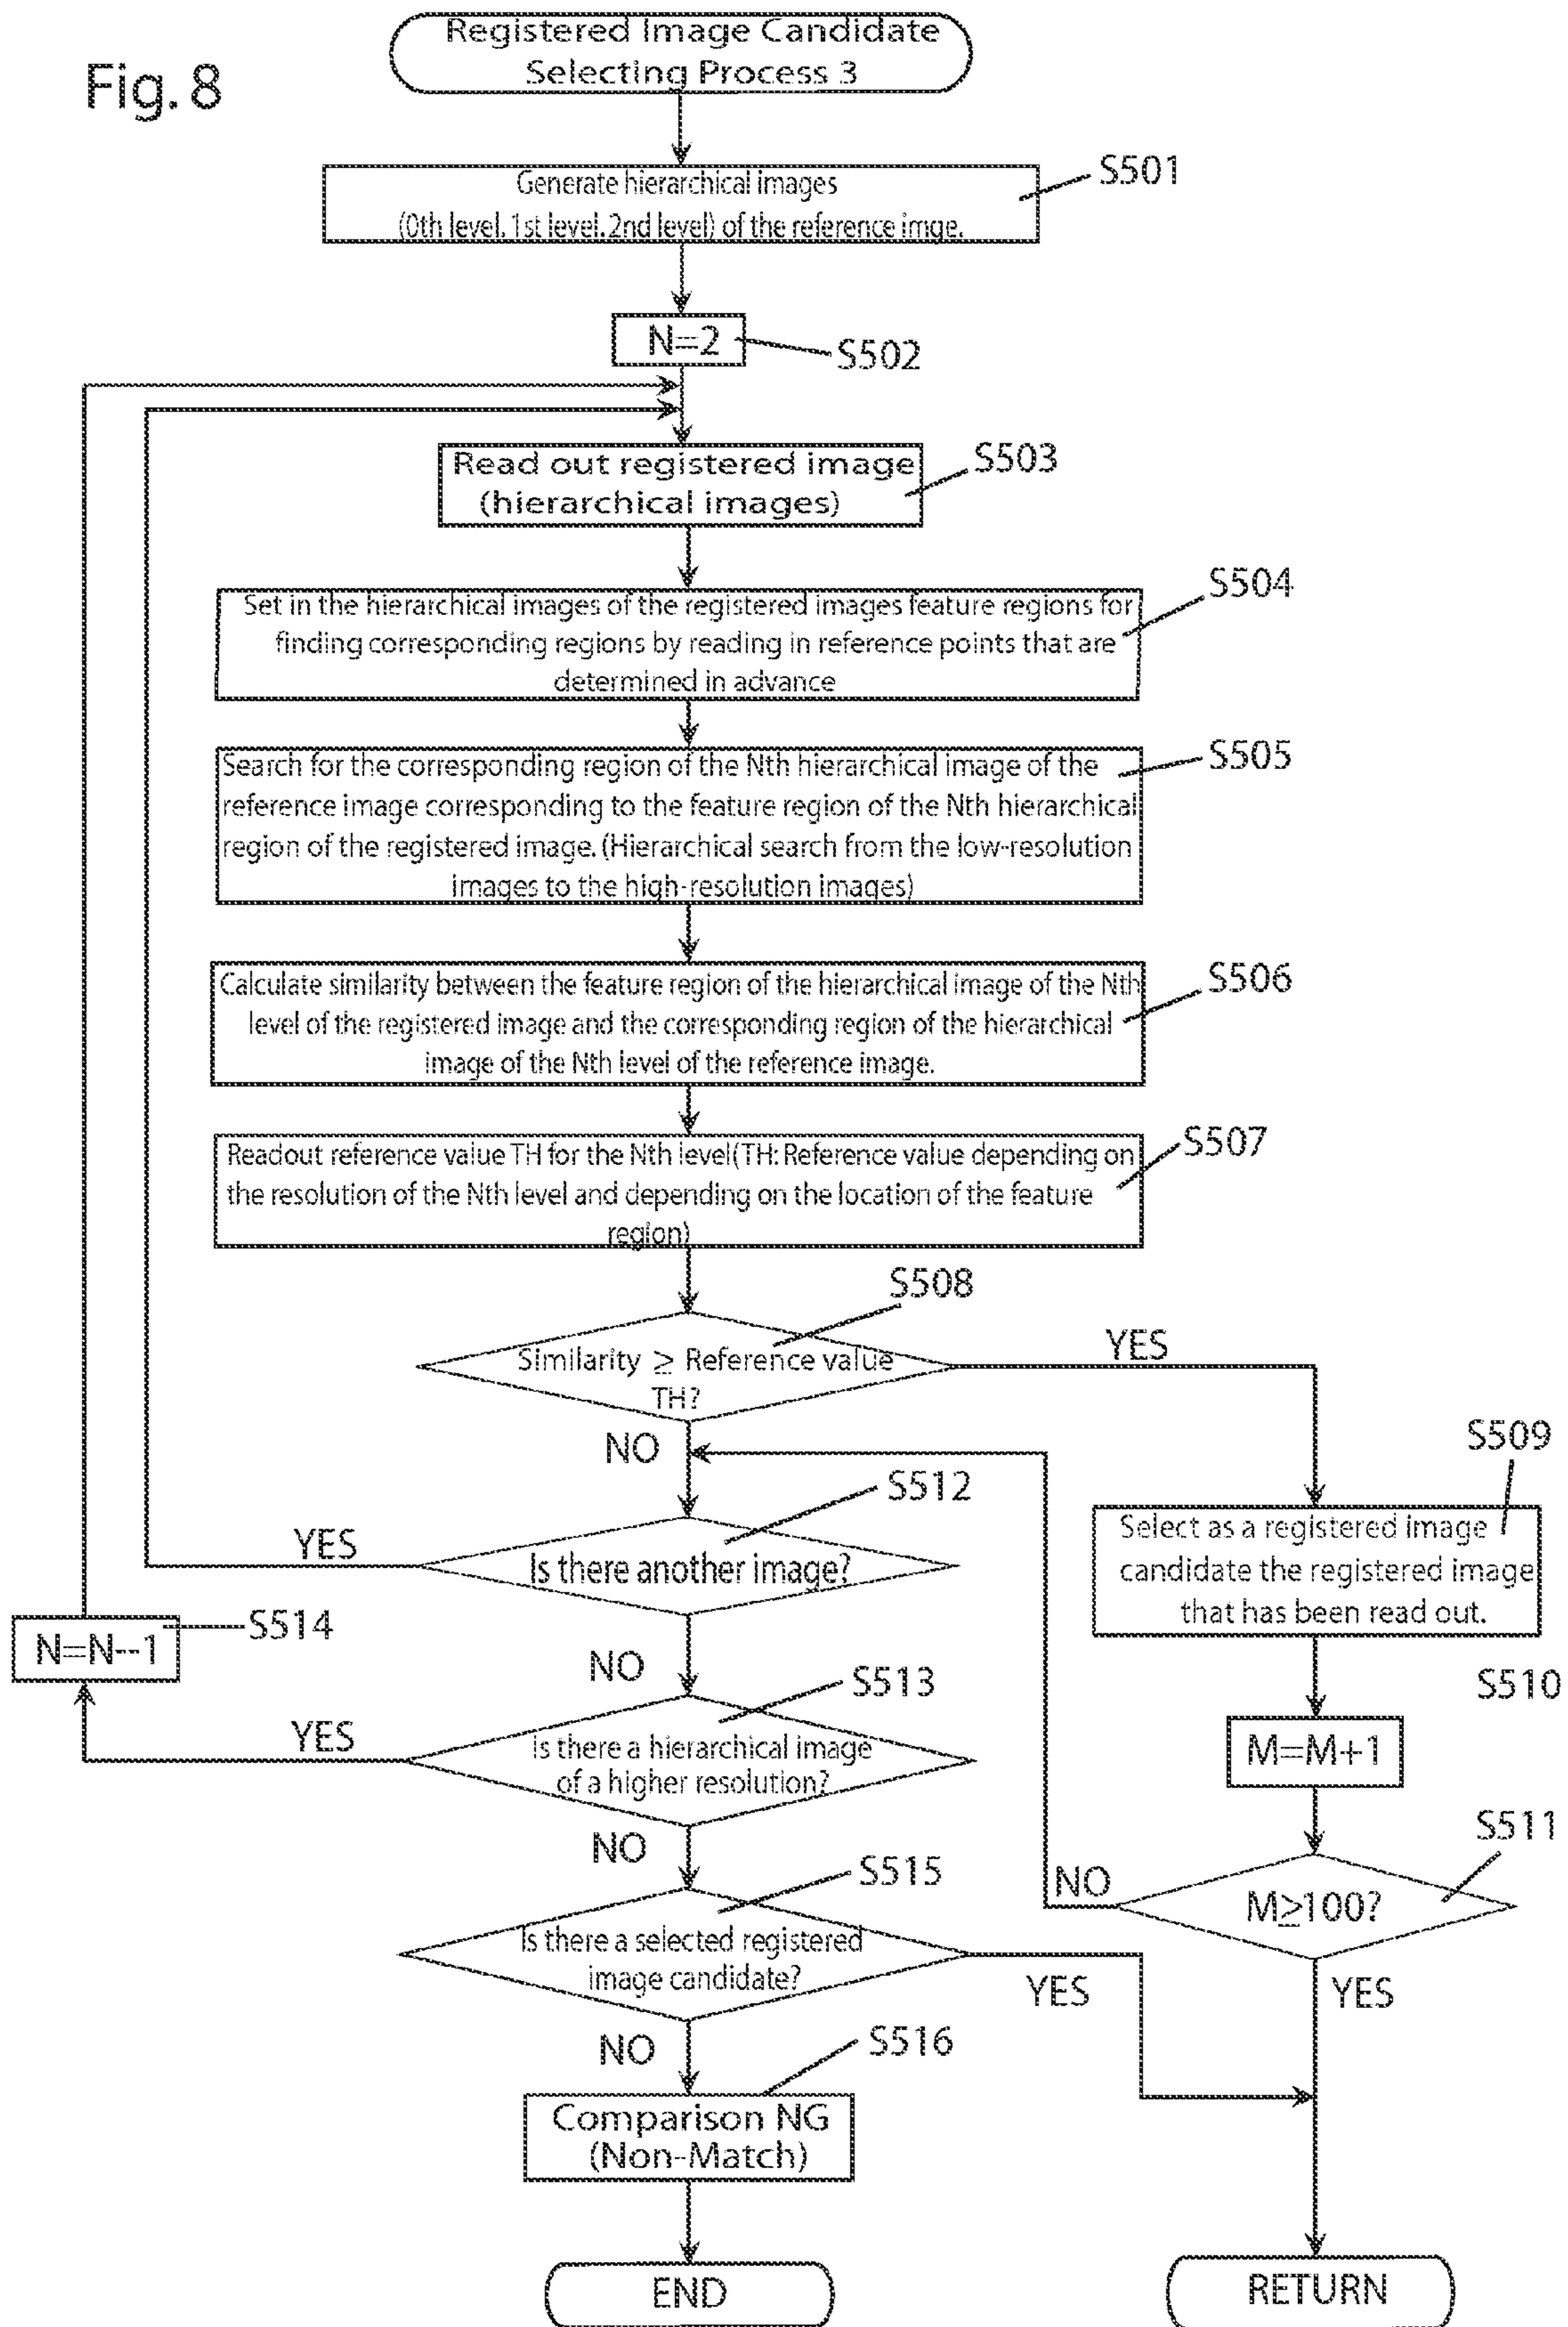 Fig. 8
Registered Image Candidate
Selecting Process 3
Generate hierarchical images
(0th level. 1st level. 2nd level) of the reference imge.
S501
N=2
S502
Read out registered image
(hierarchical images)
S503
Set in the hierarchical images of the registered images feature regions for
finding corresponding regions by reading in reference points that are
determined in advance
S504
Search for the corresponding region of the Nth hierarchical image of the
reference image corresponding to the feature region of the Nth hierarchical
region of the registered image. (Hierarchical search from the low-resolution
images to the high-resolution images)
S505
Calculate similarity between the feature region of the hierarchical image of the Nth
level of the registered image and the corresponding region of the hierarchical
image of the Nth level of the reference image.
S506
Readout reference value TH for the Nth level(TH: Reference value depending on
the resolution of the Nth level and depending on the location of the feature
region)
S507
S508
Similarity ≥ Reference value
TH?
YES
NO
S509
Select as a registered image
candidate the registered image
that has been read out.
S512
Is there another image?
YES
NO
S514
N=N--1
S510
M=M+1
S513
Is there a hierarchical image
of a higher resolution?
YES
NO
S511
M≥100?
NO
YES
S515
Is there a selected registered
image candidate?
YES
NO
S516
Comparison NG
(Non-Match)
END
RETURN